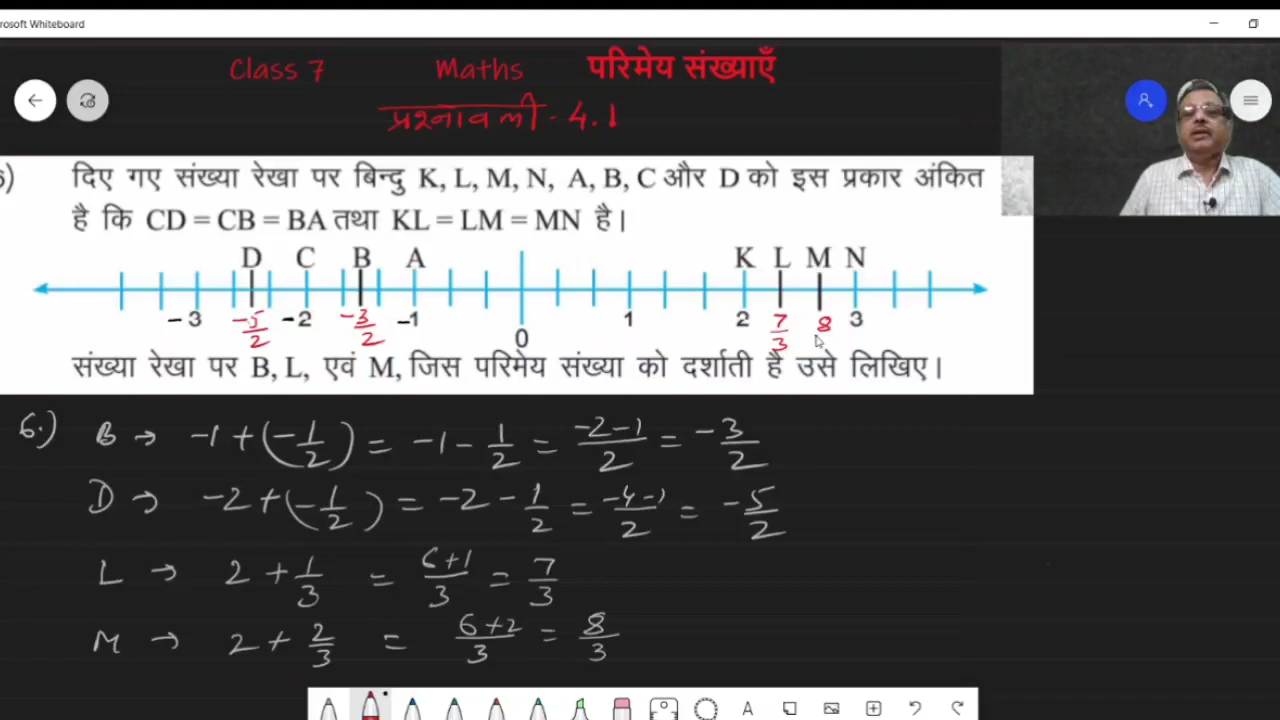 rosoft Whiteboard
Class 7 Maths परिमेय संख्याएँ
प्रश्नावली - 4.1
6) दिए गए संख्या रेखा पर बिन्दु K, L, M, N, A, B, C और D को इस प्रकार अंकित
है कि CD = CB = BA तथा KL = LM = MN है।
D C B A K L M N
-3 -5/2 -2 -3/2 -1 0 1 2 7/3 8 3
संख्या रेखा पर B, L, एवं M, जिस परिमेय संख्या को दर्शाती है उसे लिखिए।
6.) B → -1 + (-1/2) = -1 - 1/2 = -2-1/2 = -3/2
D → -2 + (-1/2) = -2 - 1/2 = -4-1/2 = -5/2
L → 2 + 1/3 = 6+1/3 = 7/3
M → 2 + 2/3 = 6+2/3 = 8/3
A